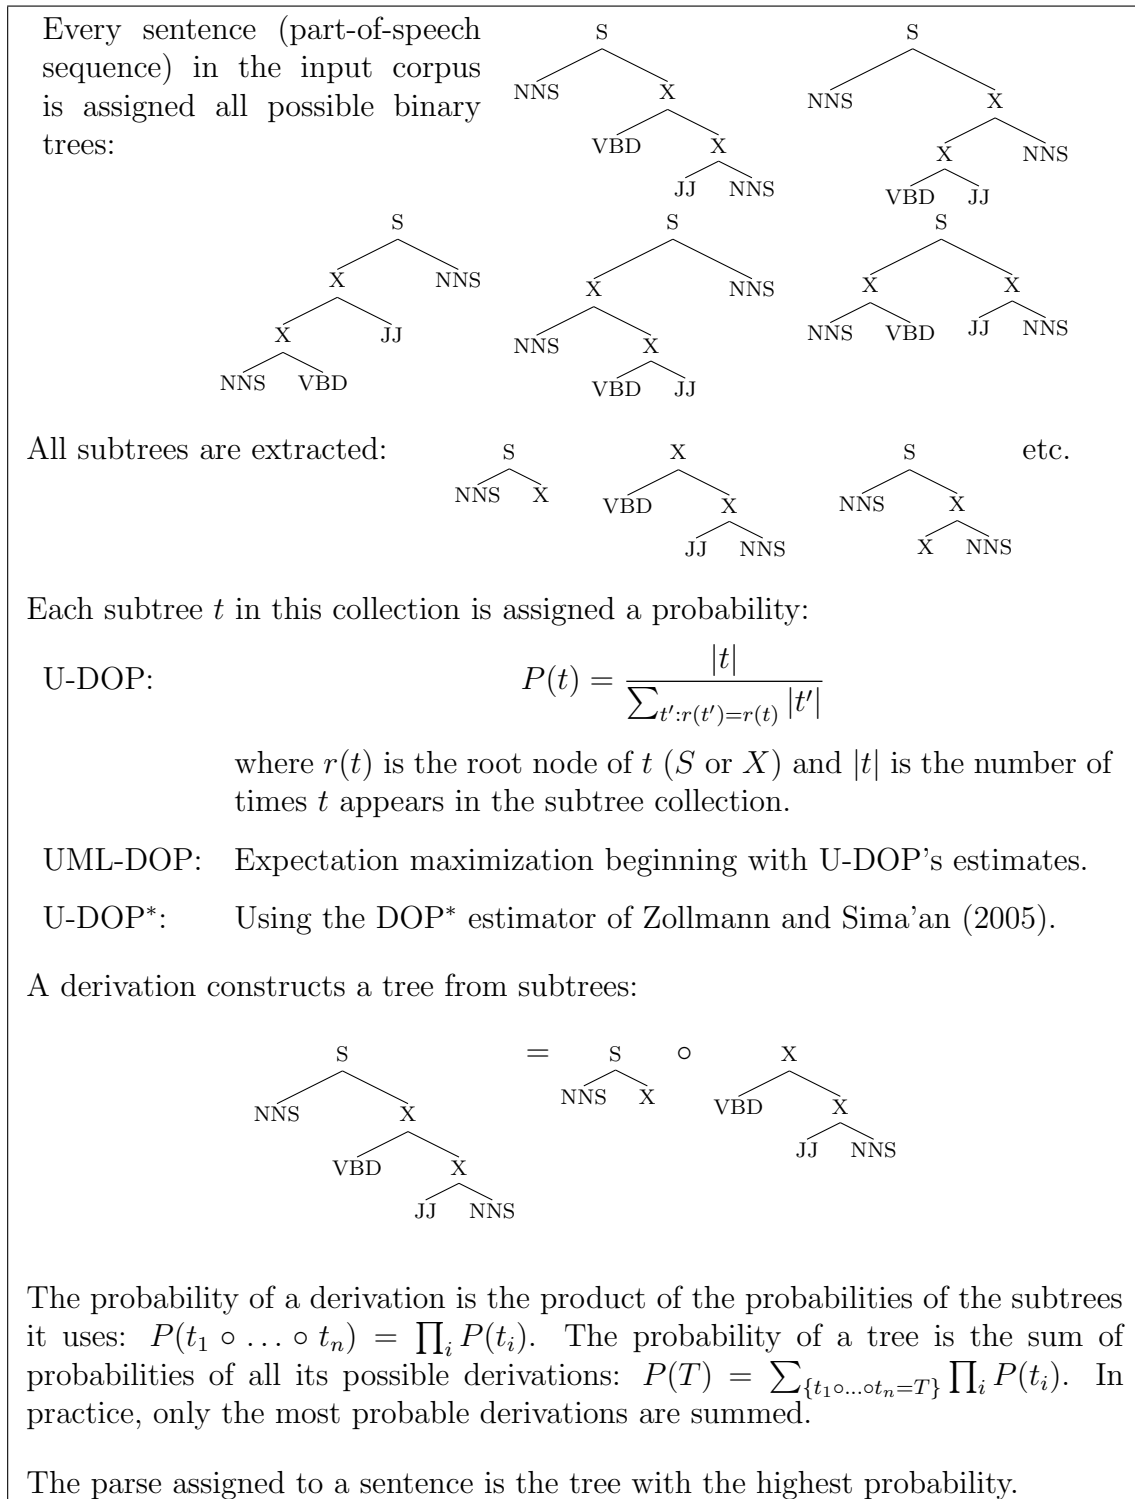 Every sentence (part-of-speech
sequence) in the input corpus
is assigned all possible binary
trees:
S
NNS X
VBD X
JJ NNS
S
NNS X
X NNS
VBD JJ
S
X NNS
X JJ
NNS VBD
S
X NNS
NNS X
VBD JJ
S
X X
NNS VBD JJ NNS
All subtrees are extracted:
S
NNS X
X
VBD X
JJ NNS
S
NNS X
X NNS
etc.
Each subtree t in this collection is assigned a probability:
U-DOP: P(t) = |t| / ∑_{t′:r(t′)=r(t)} |t′|
where r(t) is the root node of t (S or X) and |t| is the number of
times t appears in the subtree collection.
UML-DOP: Expectation maximization beginning with U-DOP's estimates.
U-DOP*: Using the DOP* estimator of Zollmann and Sima'an (2005).
A derivation constructs a tree from subtrees:
S
NNS X
VBD X
JJ NNS
=
S
NNS X
∘
X
VBD X
JJ NNS
The probability of a derivation is the product of the probabilities of the subtrees
it uses: P(t₁ ∘ … ∘ tₙ) = ∏ᵢ P(tᵢ). The probability of a tree is the sum of
probabilities of all its possible derivations: P(T) = ∑_{{t₁∘…∘tₙ=T}} ∏ᵢ P(tᵢ). In
practice, only the most probable derivations are summed.
The parse assigned to a sentence is the tree with the highest probability.